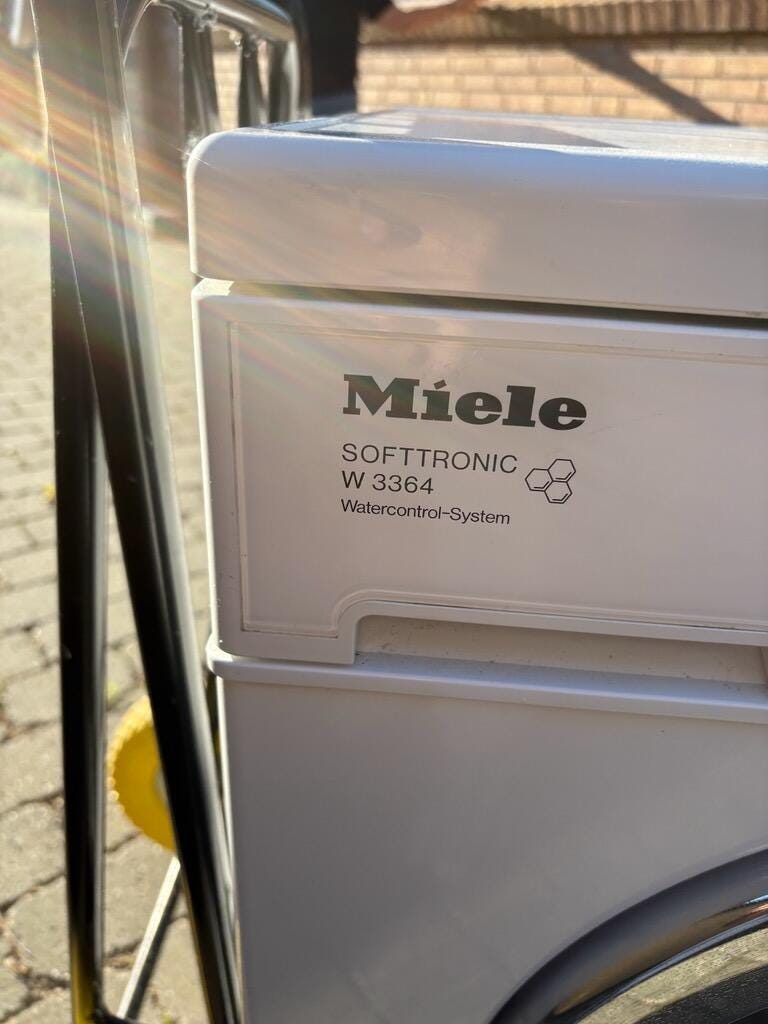 Miele
SOFTTRONIC
W 3364
Watercontrol-System